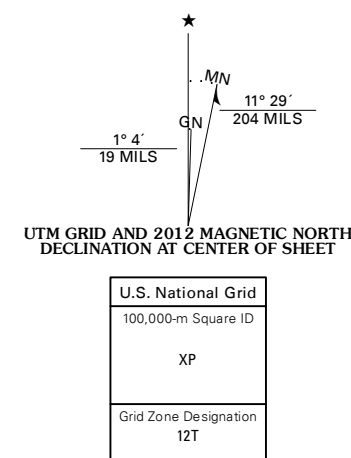 ★
MN
GN
11° 29´
204 MILS
1° 4´
19 MILS
UTM GRID AND 2012 MAGNETIC NORTH
DECLINATION AT CENTER OF SHEET
U.S. National Grid
100,000-m Square ID
XP
Grid Zone Designation
12T